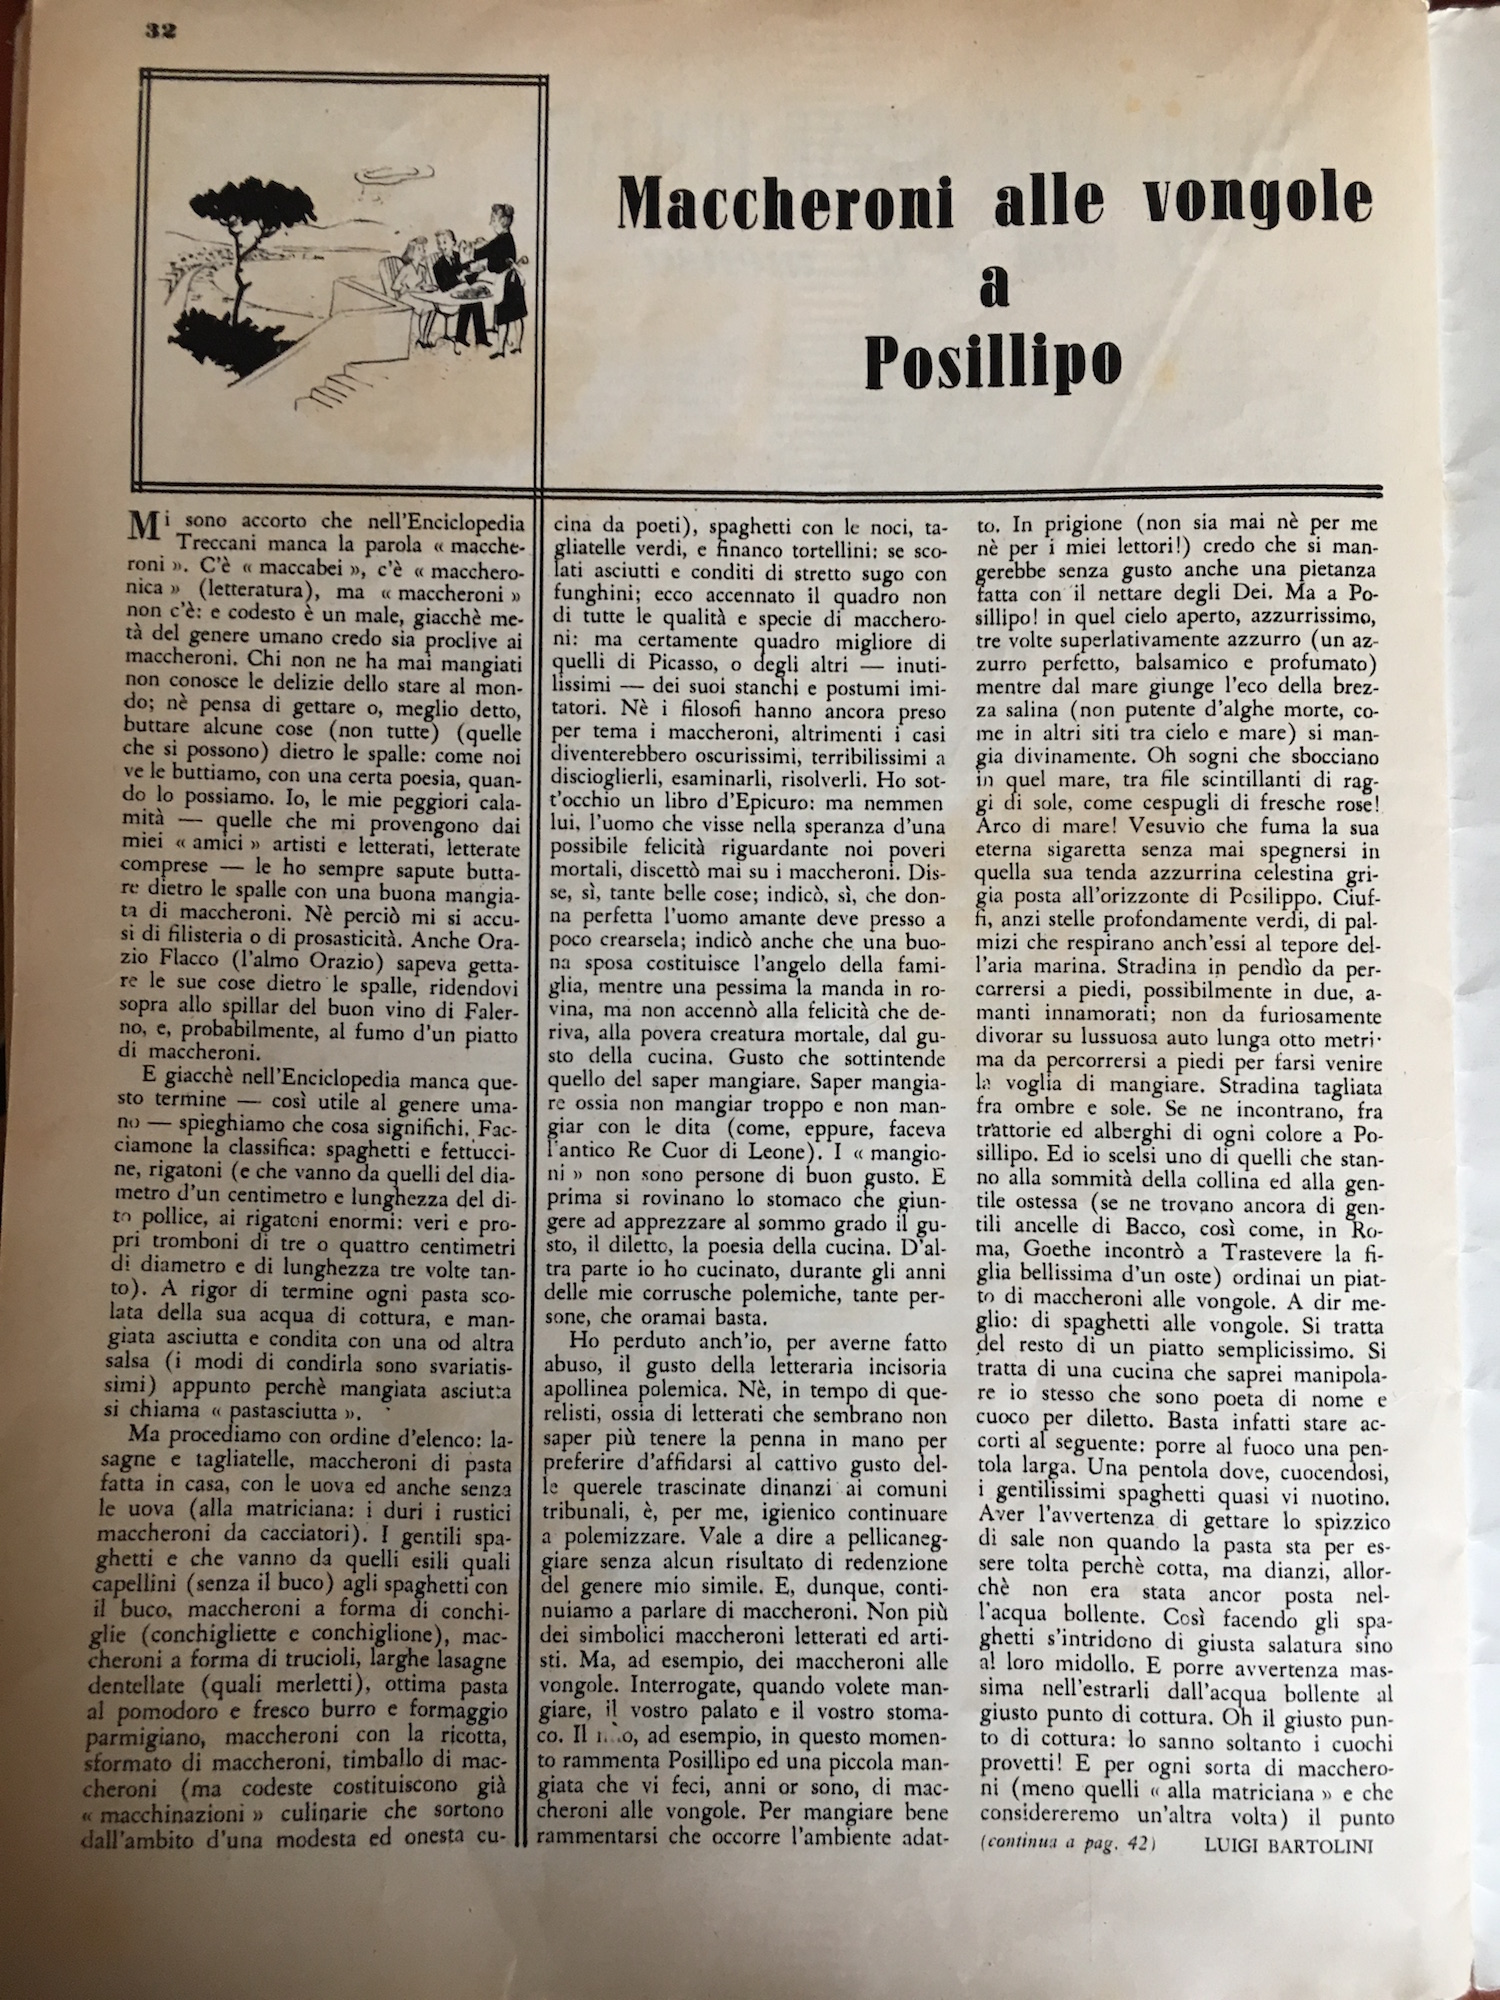 32
Maccheroni alle vongole
a
Posillipo
Mi sono accorto che nell'Enciclopedia
Treccani manca la parola « macche-
roni ». C'è « maccabei », c'è « macchero-
nica » (letteratura), ma « maccheroni »
non c'è: e codesto è un male, giacchè me-
tà del genere umano credo sia proclive ai
maccheroni. Chi non ne ha mai mangiati
non conosce le delizie dello stare al mon-
do; nè pensa di gettare o, meglio detto,
buttare alcune cose (non tutte) (quelle
che si possono) dietro le spalle: come noi
ve le buttiamo, con una certa poesia, quan-
do lo possiamo. Io, le mie peggiori cala-
mità — quelle che mi provengono dai
miei « amici » artisti e letterati, letterate
comprese — le ho sempre sapute butta-
re dietro le spalle con una buona mangia-
ta di maccheroni. Nè perciò mi si accu-
si di filisteria o di prosasticità. Anche Ora-
zio Flacco (l'almo Orazio) sapeva getta-
re le sue cose dietro le spalle, ridendovi
sopra allo spillar del buon vino di Faler-
no, e, probabilmente, al fumo d'un piatto
di maccheroni.
E giacchè nell'Enciclopedia manca que-
sto termine — così utile al genere uma-
no — spieghiamo che cosa significhi. Fac-
ciamone la classifica: spaghetti e fettucci-
ne, rigatoni (e che vanno da quelli del dia-
metro d'un centimetro e lunghezza del di-
to pollice, ai rigatoni enormi: veri e pro-
pri tromboni di tre o quattro centimetri
di diametro e di lunghezza tre volte tan-
to). A rigor di termine ogni pasta sco-
lata della sua acqua di cottura, e man-
giata asciutta e condita con una od altra
salsa (i modi di condirla sono svariatis-
simi) appunto perchè mangiata asciutta
si chiama « pastasciutta ».
Ma procediamo con ordine d'elenco: la-
sagne e tagliatelle, maccheroni di pasta
fatta in casa, con le uova ed anche senza
le uova (alla matriciana: i duri i rustici
maccheroni da cacciatori). I gentili spa-
ghetti e che vanno da quelli esili quali
capellini (senza il buco) agli spaghetti con
il buco, maccheroni a forma di conchi-
glie (conchigliette e conchiglione), mac-
cheroni a forma di trucioli, larghe lasagne
dentellate (quali merletti), ottima pasta
al pomodoro e fresco burro e formaggio
parmigiano, maccheroni con la ricotta,
sformato di maccheroni, timballo di mac-
cheroni (ma codeste costituiscono già
« macchinazioni » culinarie che sortono
dall'ambito d'una modesta ed onesta cu-
cina da poeti), spaghetti con le noci, ta-
gliatelle verdi, e financo tortellini: se sco-
lati asciutti e conditi di stretto sugo con
funghini; ecco accennato il quadro non
di tutte le qualità e specie di macchero-
ni: ma certamente quadro migliore di
quelli di Picasso, o degli altri — inuti-
lissimi — dei suoi stanchi e postumi imi-
tatori. Nè i filosofi hanno ancora preso
per tema i maccheroni, altrimenti i casi
diventerebbero oscurissimi, terribilissimi a
discioglierli, esaminarli, risolverli. Ho sot-
t'occhio un libro d'Epicuro: ma nemmen
lui, l'uomo che visse nella speranza d'una
possibile felicità riguardante noi poveri
mortali, discettò mai su i maccheroni. Dis-
se, sì, tante belle cose; indicò, sì, che don-
na perfetta l'uomo amante deve presso a
poco crearsela; indicò anche che una buo-
na sposa costituisce l'angelo della fami-
glia, mentre una pessima la manda in ro-
vina, ma non accennò alla felicità che de-
riva, alla povera creatura mortale, dal gu-
sto della cucina. Gusto che sottintende
quello del saper mangiare. Saper mangia-
re ossia non mangiar troppo e non man-
giar con le dita (come, eppure, faceva
l'antico Re Cuor di Leone). I « mangio-
ni » non sono persone di buon gusto. E
prima si rovinano lo stomaco che giun-
gere ad apprezzare al sommo grado il gu-
sto, il diletto, la poesia della cucina. D'al-
tra parte io ho cucinato, durante gli anni
delle mie corrusche polemiche, tante per-
sone, che oramai basta.
Ho perduto anch'io, per averne fatto
abuso, il gusto della letteraria incisoria
apollinea polemica. Nè, in tempo di que-
relisti, ossia di letterati che sembrano non
saper più tenere la penna in mano per
preferire d'affidarsi al cattivo gusto del-
le querele trascinate dinanzi ai comuni
tribunali, è, per me, igienico continuare
a polemizzare. Vale a dire a pellicaneg-
giare senza alcun risultato di redenzione
del genere mio simile. E, dunque, conti-
nuiamo a parlare di maccheroni. Non più
dei simbolici maccheroni letterati ed arti-
sti. Ma, ad esempio, dei maccheroni alle
vongole. Interrogate, quando volete man-
giare, il vostro palato e il vostro stoma-
co. Il , ad esempio, in questo momen-
to rammenta Posillipo ed una piccola man-
giata che vi feci, anni or sono, di mac-
cheroni alle vongole. Per mangiare bene
rammentarsi che occorre l'ambiente adat-
to. In prigione (non sia mai nè per me
nè per i miei lettori!) credo che si man-
gerebbe senza gusto anche una pietanza
fatta con il nettare degli Dei. Ma a Po-
sillipo! in quel cielo aperto, azzurrissimo,
tre volte superlativamente azzurro (un az-
zurro perfetto, balsamico e profumato)
mentre dal mare giunge l'eco della brez-
za salina (non putente d'alghe morte, co-
me in altri siti tra cielo e mare) si man-
gia divinamente. Oh sogni che sbocciano
in quel mare, tra file scintillanti di rag-
gi di sole, come cespugli di fresche rose!
Arco di mare! Vesuvio che fuma la sua
eterna sigaretta senza mai spegnersi in
quella sua tenda azzurrina celestina gri-
gia posta all'orizzonte di Posilippo. Ciuf-
fi, anzi stelle profondamente verdi, di pal-
mizi che respirano anch'essi al tepore del-
l'aria marina. Stradina in pendìo da per-
corrersi a piedi, possibilmente in due, a-
manti innamorati; non da furiosamente
divorar su lussuosa auto lunga otto metri·
ma da percorrersi a piedi per farsi venire
la voglia di mangiare. Stradina tagliata
fra ombre e sole. Se ne incontrano, fra
trattorie ed alberghi di ogni colore a Po-
sillipo. Ed io scelsi uno di quelli che stan-
no alla sommità della collina ed alla gen-
tile ostessa (se ne trovano ancora di gen-
tili ancelle di Bacco, così come, in Ro-
ma, Goethe incontrò a Trastevere la fi-
glia bellissima d'un oste) ordinai un piat-
to di maccheroni alle vongole. A dir me-
glio: di spaghetti alle vongole. Si tratta
del resto di un piatto semplicissimo. Si
tratta di una cucina che saprei manipola-
re io stesso che sono poeta di nome e
cuoco per diletto. Basta infatti stare ac-
corti al seguente: porre al fuoco una pen-
tola larga. Una pentola dove, cuocendosi,
i gentilissimi spaghetti quasi vi nuotino.
Aver l'avvertenza di gettare lo spizzico
di sale non quando la pasta sta per es-
sere tolta perchè cotta, ma dianzi, allor-
chè non era stata ancor posta nel-
l'acqua bollente. Così facendo gli spa-
ghetti s'intridono di giusta salatura sino
al loro midollo. E porre avvertenza mas-
sima nell'estrarli dall'acqua bollente al
giusto punto di cottura. Oh il giusto pun-
to di cottura: lo sanno soltanto i cuochi
provetti! E per ogni sorta di macchero-
ni (meno quelli « alla matriciana » e che
considereremo un'altra volta) il punto
(continua a pag. 42) LUIGI BARTOLINI